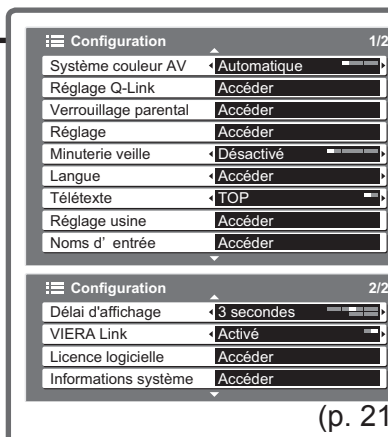 Configuration 1/2
Système couleur AV Automatique
Réglage Q-Link Accéder
Verrouillage parental Accéder
Réglage Accéder
Minuterie veille Désactivé
Langue Accéder
Télétexte TOP
Réglage usine Accéder
Noms d’ entrée Accéder
Configuration 2/2
Délai d'affichage 3 secondes
VIERA Link Activé
Licence logicielle Accéder
Informations système Accéder
(p. 21